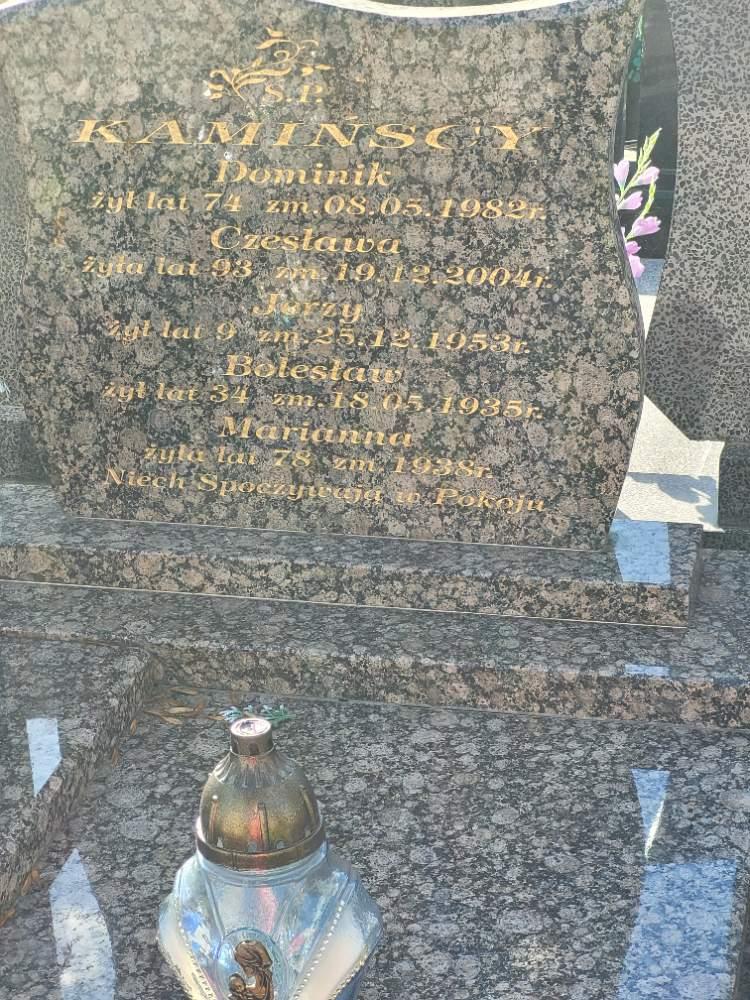 Ś.P.
KAMIŃSCY
Dominik
żył lat 74 zm.08.05.1982r.
Czesława
żyła lat 93 zm.19.12.2004r.
Jerzy
żył lat 9 zm.25.12.1953r.
Bolesław
żył lat 34 zm.18.05.1935r.
Marianna
żyła lat 78 zm.1938r.
Niech Spoczywają w Pokoju